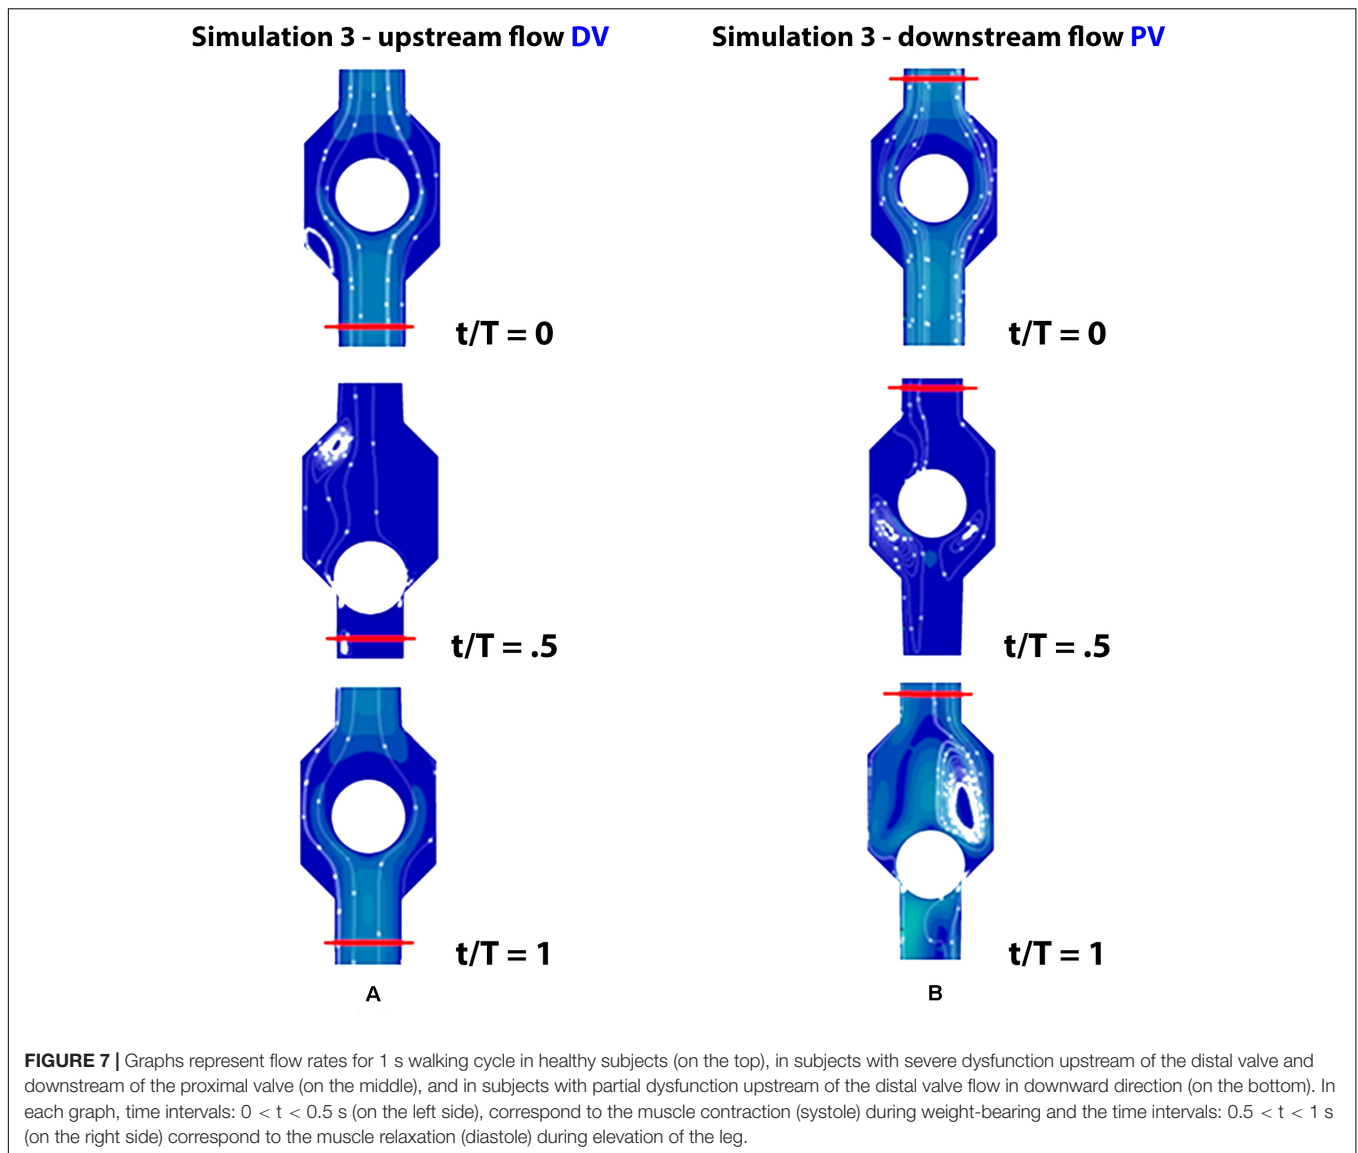 Simulation 3 - upstream flow DV
Simulation 3 - downstream flow PV
t/T = 0
t/T = 0
t/T = .5
t/T = .5
t/T = 1
t/T = 1
A
B
FIGURE 7 | Graphs represent flow rates for 1 s walking cycle in healthy subjects (on the top), in subjects with severe dysfunction upstream of the distal valve and
downstream of the proximal valve (on the middle), and in subjects with partial dysfunction upstream of the distal valve flow in downward direction (on the bottom). In
each graph, time intervals: 0 < t < 0.5 s (on the left side), correspond to the muscle contraction (systole) during weight-bearing and the time intervals: 0.5 < t < 1 s
(on the right side) correspond to the muscle relaxation (diastole) during elevation of the leg.